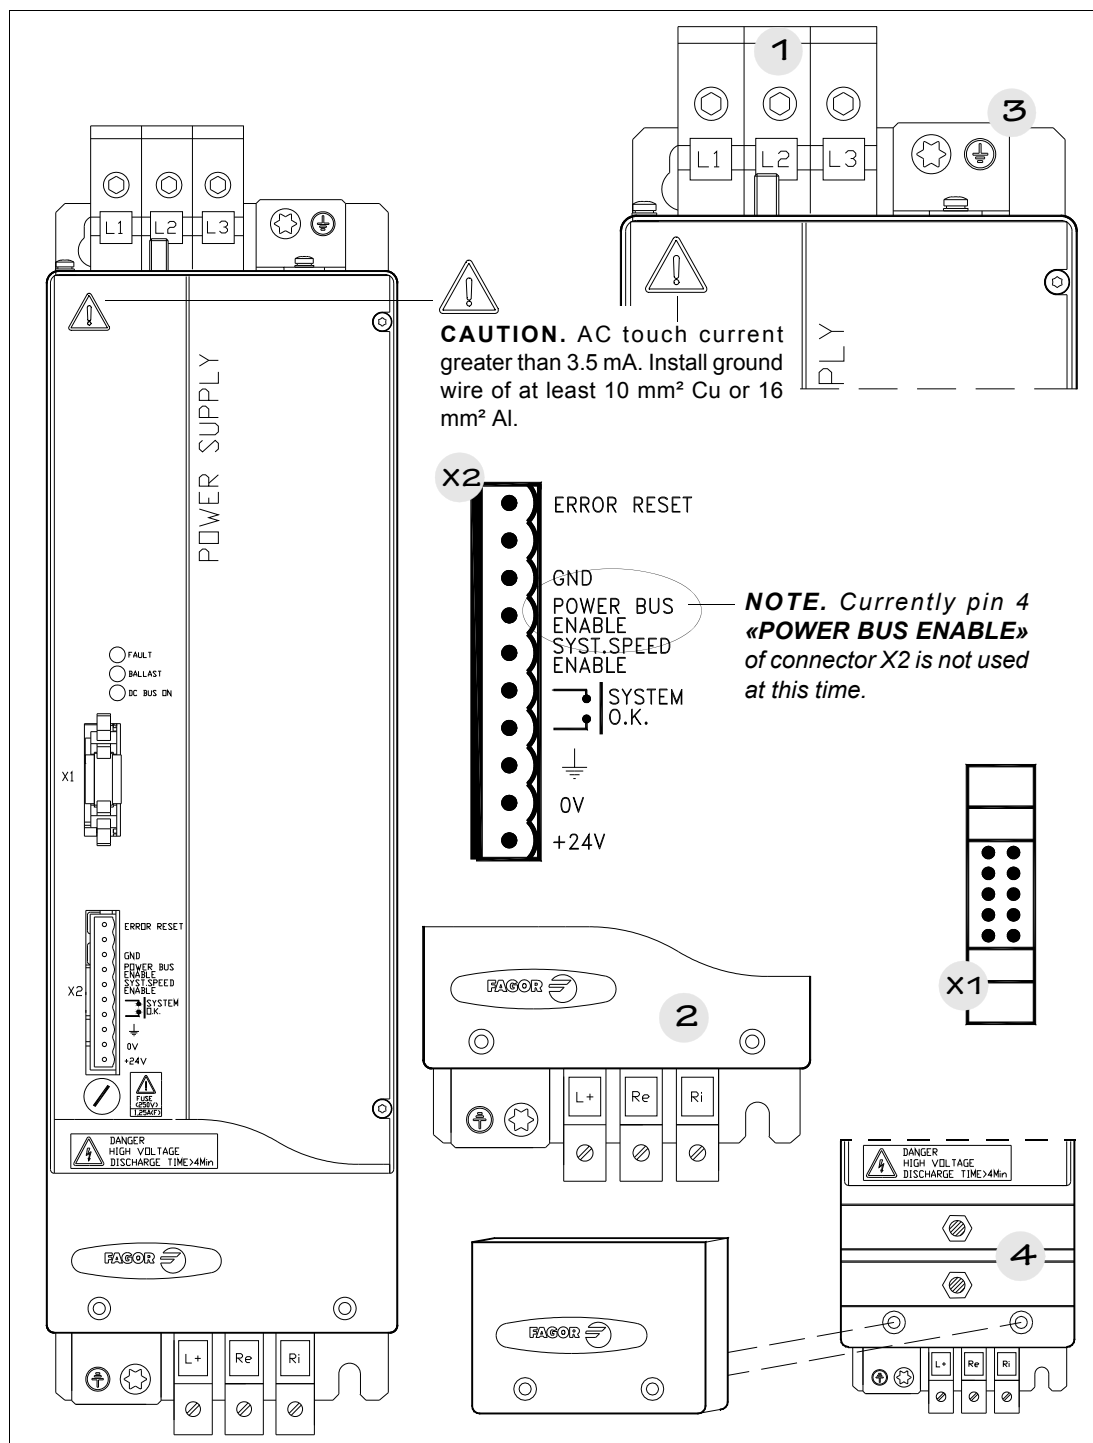 1
3
L1 L2 L3
L1 L2 L3
POWER SUPPLY
PLY
CAUTION. AC touch current
greater than 3.5 mA. Install ground
wire of at least 10 mm² Cu or 16
mm² Al.
X2
ERROR RESET
GND
POWER BUS
ENABLE
SYST.SPEED
ENABLE
SYSTEM
O.K.
0V
+24V
NOTE. Currently pin 4
«POWER BUS ENABLE»
of connector X2 is not used
at this time.
FAULT
BALLAST
DC BUS ON
X1
X2
ERROR RESET
GND
POWER BUS
ENABLE
SYST.SPEED
ENABLE
SYSTEM
O.K.
0V
+24V
FUSE
(250V)
1.25A(F)
DANGER
HIGH VOLTAGE
DISCHARGE TIME>4Min
FAGOR
L+ Re Ri
FAGOR
2
L+ Re Ri
X1
FAGOR
DANGER
HIGH VOLTAGE
DISCHARGE TIME>4Min
4
L+ Re Ri